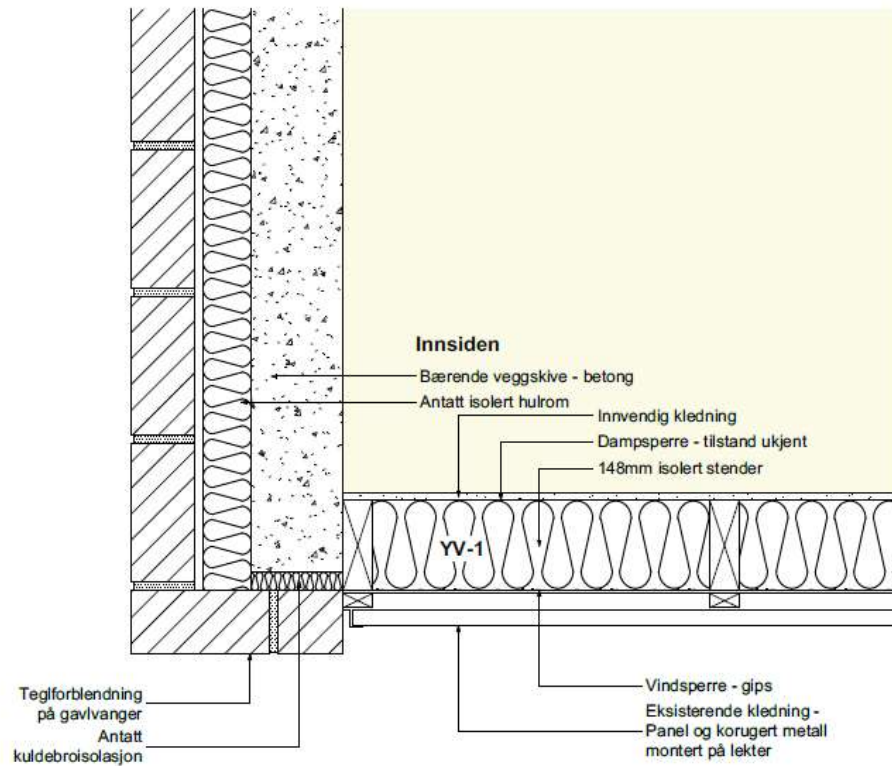 Innsiden
Bærende veggskive - betong
Antatt isolert hulrom
Innvendig kledning
Dampsperre - tilstand ukjent
148mm isolert stender
YV-1
Teglforblendning
på gavlvanger
Antatt
kuldebroisolasjon
Vindsperre - gips
Eksisterende kledning -
Panel og korugert metall
montert på lekter